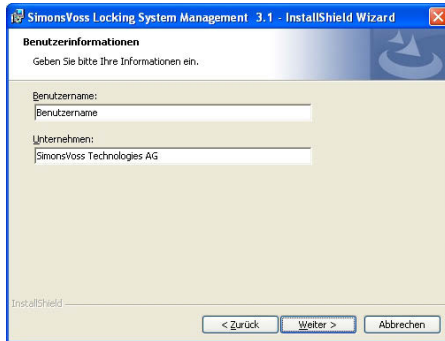 SimonsVoss Locking System Management 3.1 - InstallShield Wizard
Benutzerinformationen
Geben Sie bitte Ihre Informationen ein.
Benutzername:
Benutzername
Unternehmen:
SimonsVoss Technologies AG
InstallShield
< Zurück Weiter > Abbrechen